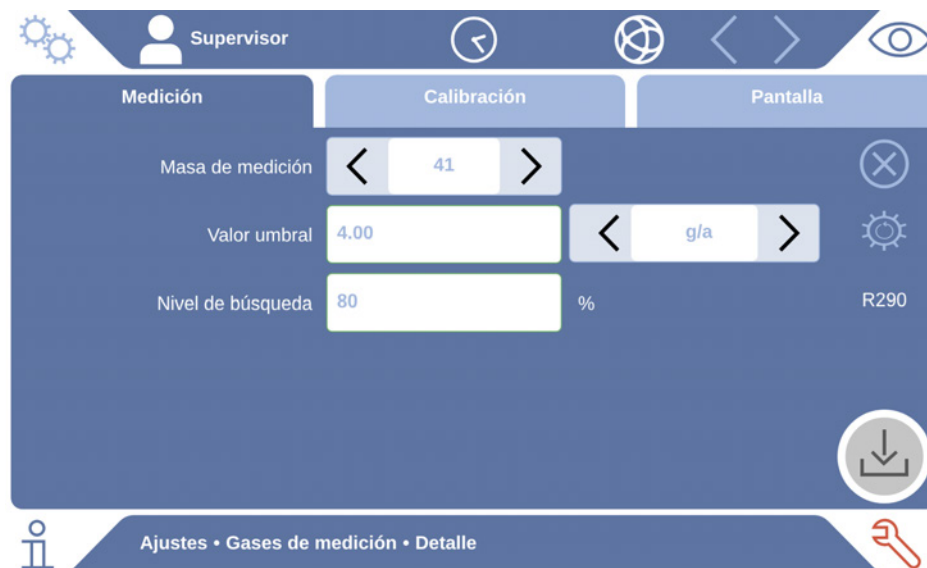 Supervisor
Medición
Calibración
Pantalla
Masa de medición
41
Valor umbral
4.00
g/a
Nivel de búsqueda
80
%
R290
Ajustes • Gases de medición • Detalle